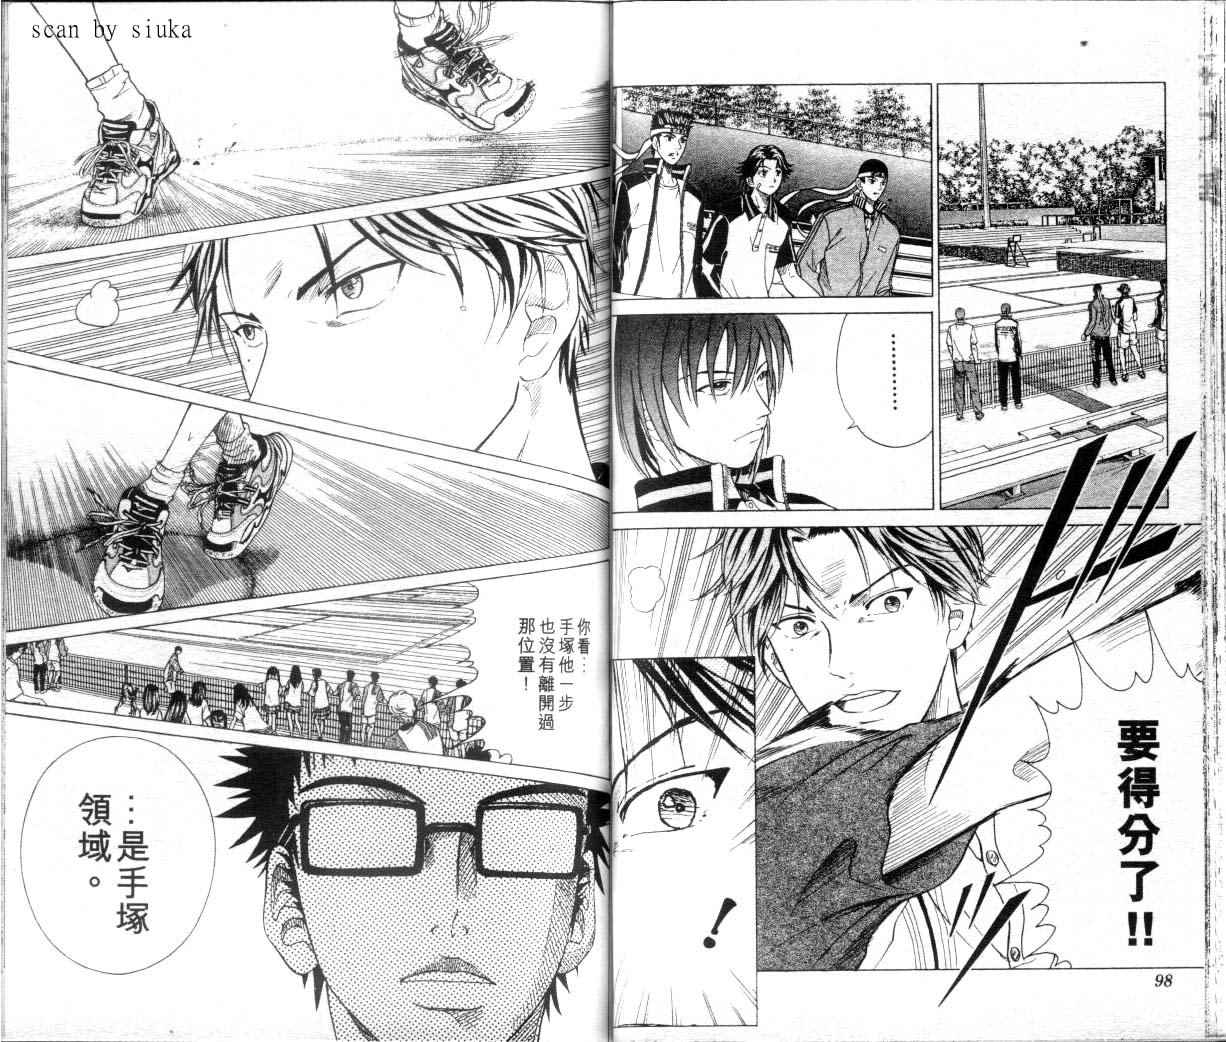 scan by siuka
………
要得分了!!
98
你看…
手塚他一步
也沒有離開過
那位置!
…是手塚
領域。